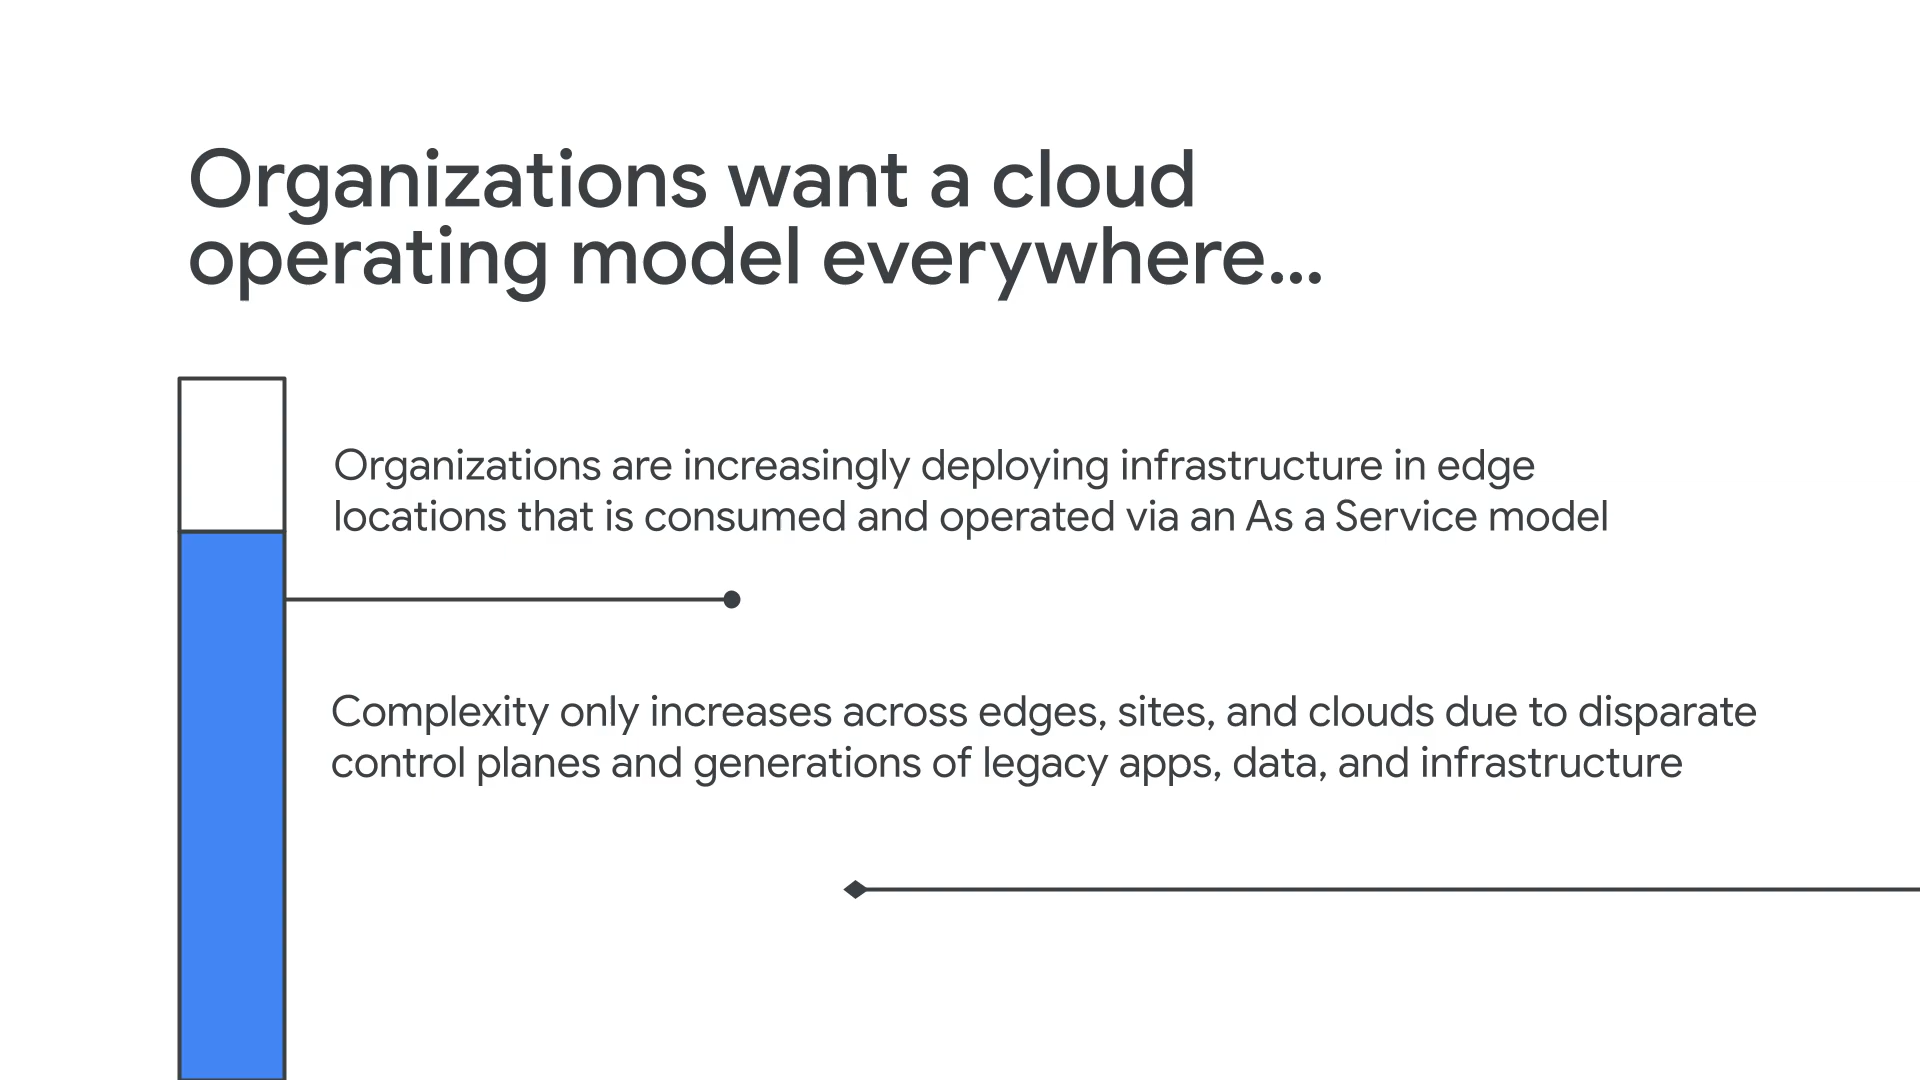 Organizations want a cloud
operating model everywhere...
Organizations are increasingly deploying infrastructure in edge
locations that is consumed and operated via an As a Service model
Complexity only increases across edges, sites, and clouds due to disparate
control planes and generations of legacy apps, data, and infrastructure